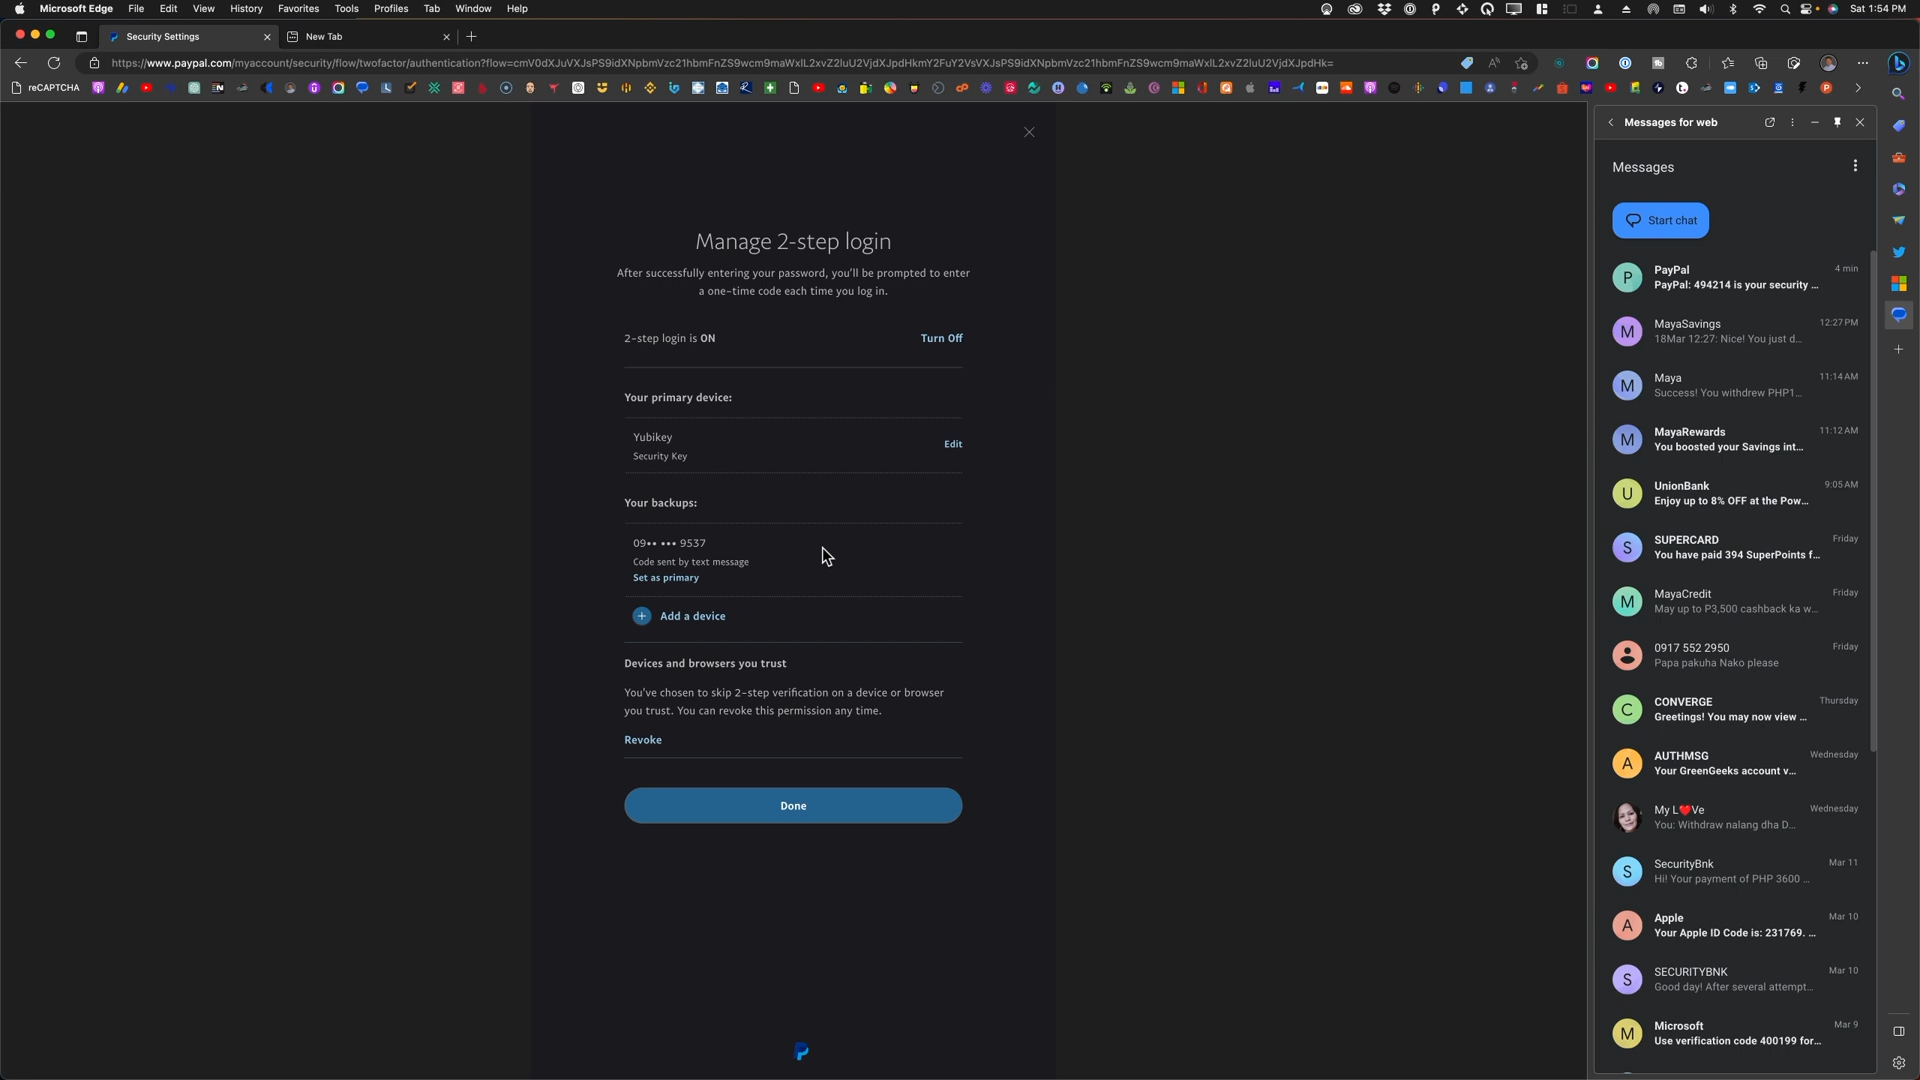 Microsoft Edge File Edit View History Favorites Tools Profiles Tab Window Help
Sat 1:54 PM
Security Settings
New Tab
https://www.paypal.com/myaccount/security/flow/twofactor/authentication?flow=
reCAPTCHA
Manage 2-step login
After successfully entering your password, you'll be prompted to enter
a one-time code each time you log in.
2-step login is ON
Turn Off
Your primary device:
Yubikey
Security Key
Edit
Your backups:
09•• ••• 9537
Code sent by text message
Set as primary
Add a device
Devices and browsers you trust
You've chosen to skip 2-step verification on a device or browser
you trust. You can revoke this permission any time.
Revoke
Done
Messages for web
Messages
Start chat
P
PayPal
4 min
PayPal: 494214 is your security ...
M
MayaSavings
12:27 PM
18Mar 12:27: Nice! You just d...
M
Maya
11:14 AM
Success! You withdrew PHP1...
M
MayaRewards
11:12 AM
You boosted your Savings int...
U
UnionBank
9:05 AM
Enjoy up to 8% OFF at the Pow...
S
SUPERCARD
Friday
You have paid 394 SuperPoints f...
M
MayaCredit
Friday
May up to P3,500 cashback ka w...
0917 552 2950
Friday
Papa pakuha Nako please
C
CONVERGE
Thursday
Greetings! You may now view ...
A
AUTHMSG
Wednesday
Your GreenGeeks account v...
My L❤️Ve
Wednesday
You: Withdraw nalang dha D...
S
SecurityBnk
Mar 11
Hi! Your payment of PHP 3600 ...
A
Apple
Mar 10
Your Apple ID Code is: 231769. ...
S
SECURITYBNK
Mar 10
Good day! After several attempt...
M
Microsoft
Mar 9
Use verification code 400199 for...